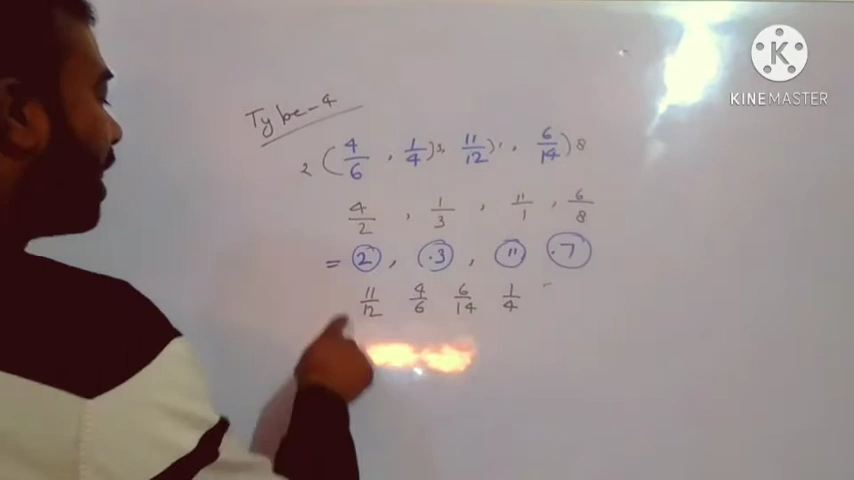 Type-4
2 ( 4/6 , 1/4 ) 3, 11/12 ) 1 , 6/14 ) 8
4/2 , 1/3 , 11/1 , 6/8
= 2 , .3 , 11 .7
11/12 4/6 6/14 1/4
KINEMASTER